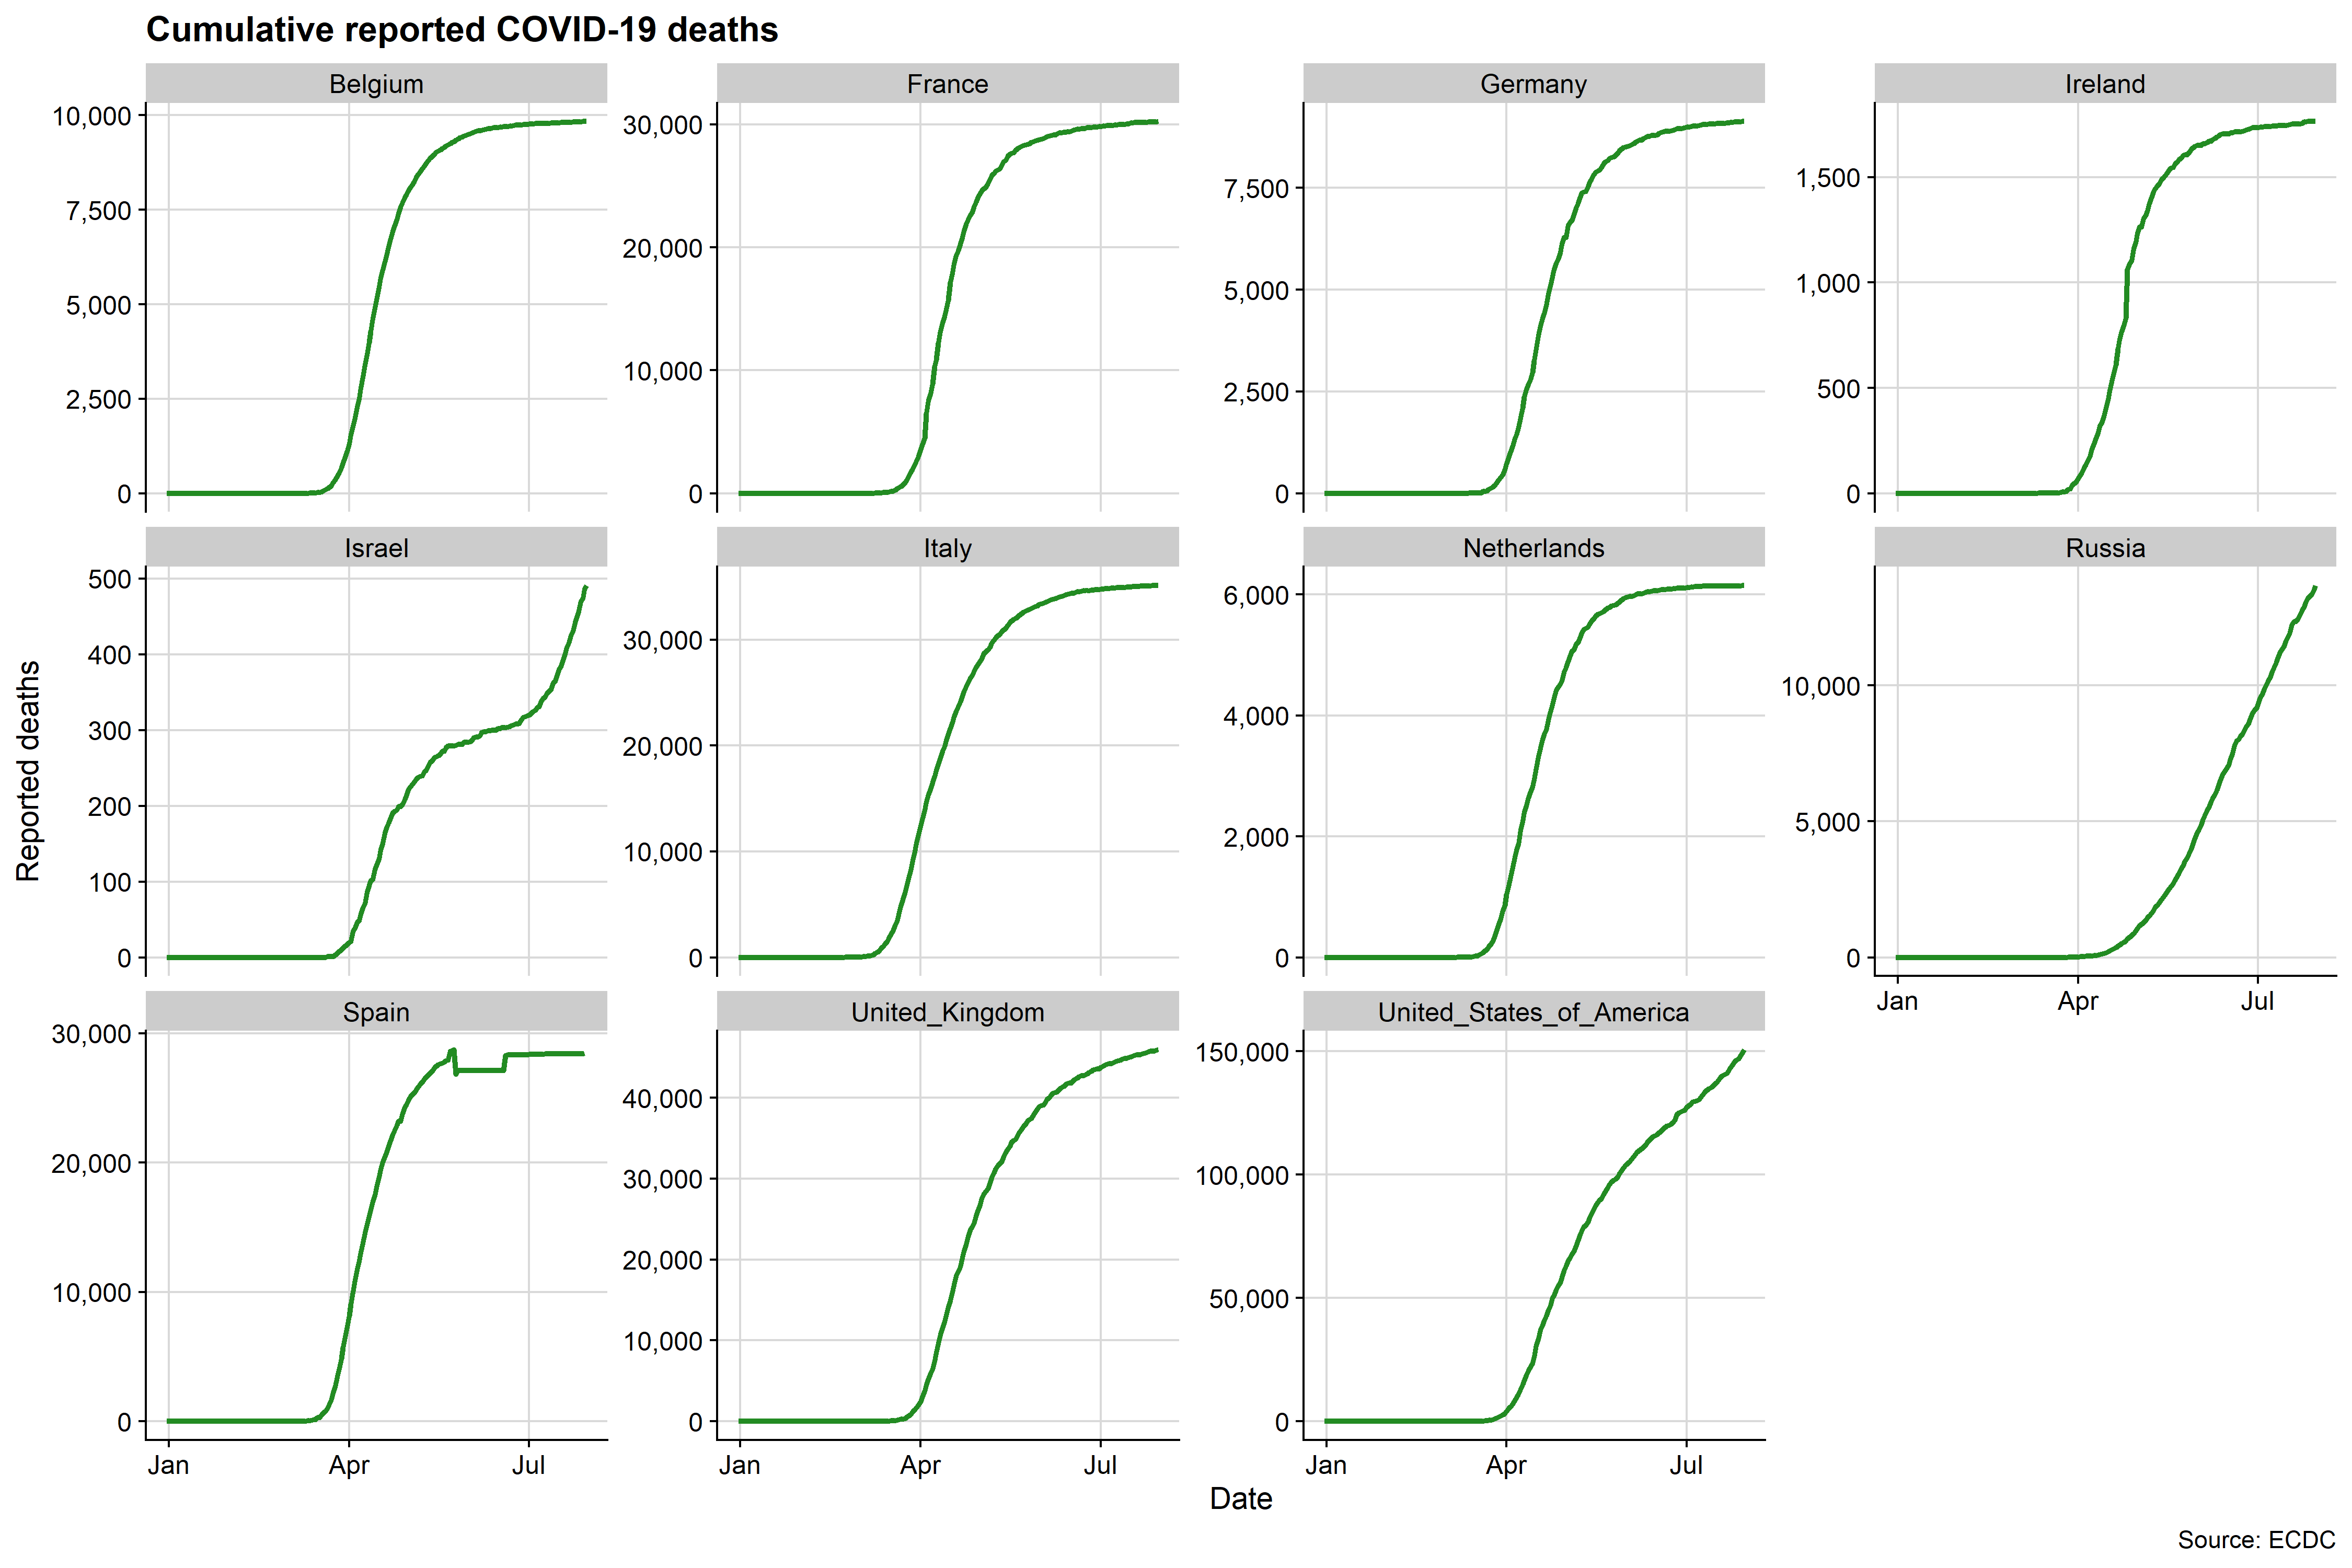 Cumulative reported COVID-19 deaths
Belgium
France
Germany
Ireland
10,000
7,500
5,000
2,500
0
30,000
20,000
10,000
0
7,500
5,000
2,500
0
1,500
1,000
500
0
Israel
Italy
Netherlands
Russia
Reported deaths
500
400
300
200
100
0
30,000
20,000
10,000
0
6,000
4,000
2,000
0
10,000
5,000
0
Jan Apr Jul
Spain
United_Kingdom
United_States_of_America
30,000
20,000
10,000
0
40,000
30,000
20,000
10,000
0
150,000
100,000
50,000
0
Jan Apr Jul
Jan Apr Jul
Jan Apr Jul
Date
Source: ECDC